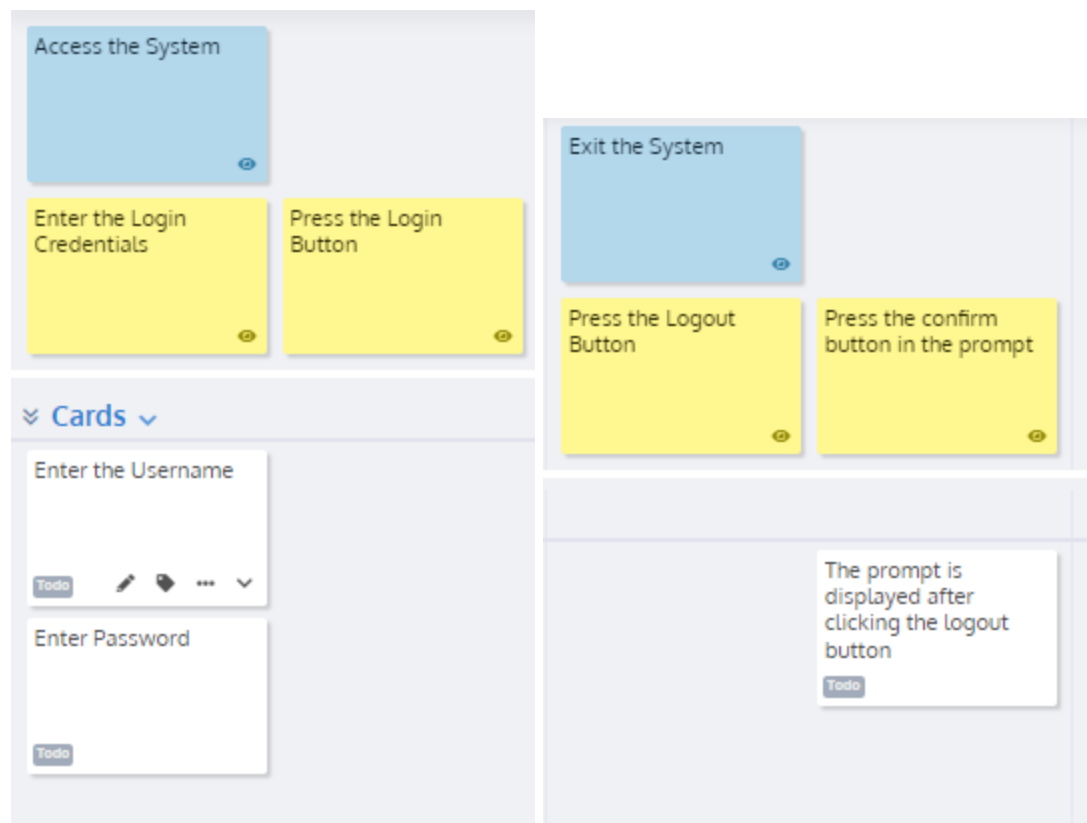 Access the System
Enter the Login
Credentials
Press the Login
Button
Cards
Enter the Username
Todo
Enter Password
Todo
Exit the System
Press the Logout
Button
Press the confirm
button in the prompt
The prompt is
displayed after
clicking the logout
button
Todo